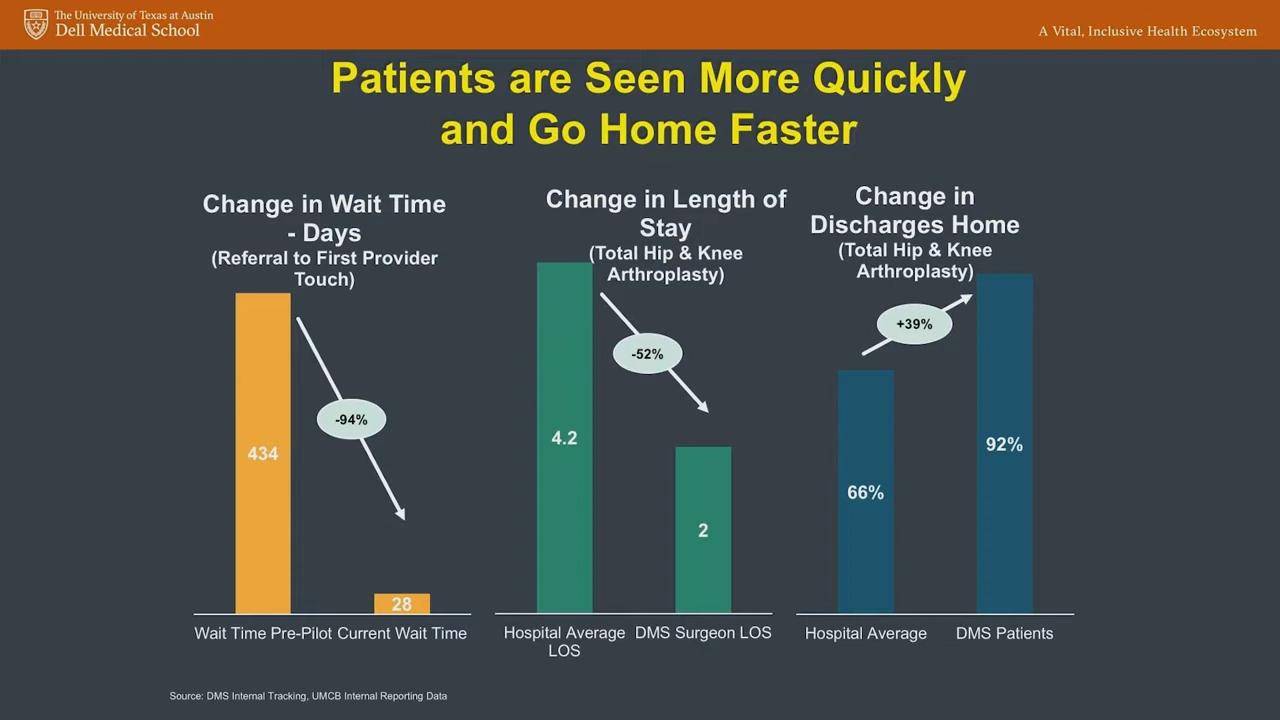 The University of Texas at Austin
Dell Medical School
A Vital, Inclusive Health Ecosystem
Patients are Seen More Quickly
and Go Home Faster
Change in Wait Time
- Days
(Referral to First Provider
Touch)
434
-94%
28
Wait Time Pre-Pilot
Current Wait Time
Change in Length of
Stay
(Total Hip & Knee
Arthroplasty)
4.2
-52%
2
Hospital Average
LOS
DMS Surgeon LOS
Change in
Discharges Home
(Total Hip & Knee
Arthroplasty)
+39%
66%
92%
Hospital Average
DMS Patients
Source: DMS Internal Tracking, UMCB Internal Reporting Data